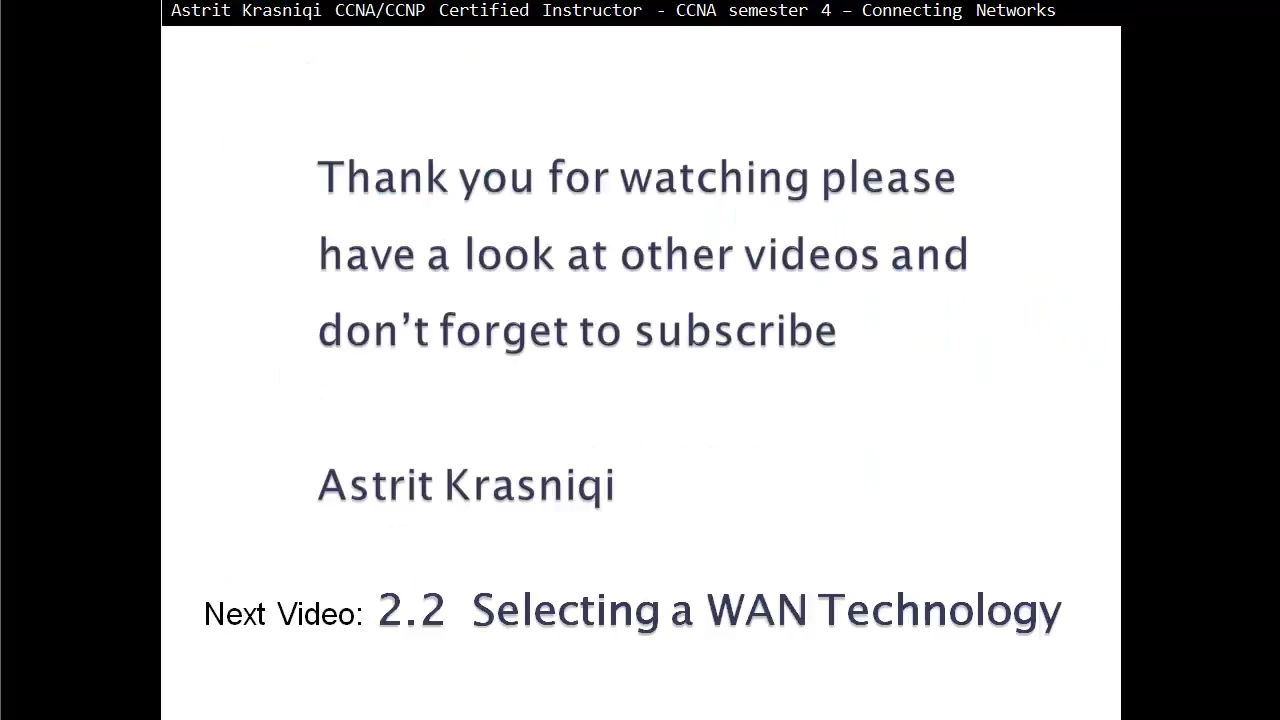 Astrit Krasniqi CCNA/CCNP Certified Instructor - CCNA semester 4 – Connecting Networks
Thank you for watching please
have a look at other videos and
don’t forget to subscribe
Astrit Krasniqi
Next Video: 2.2 Selecting a WAN Technology